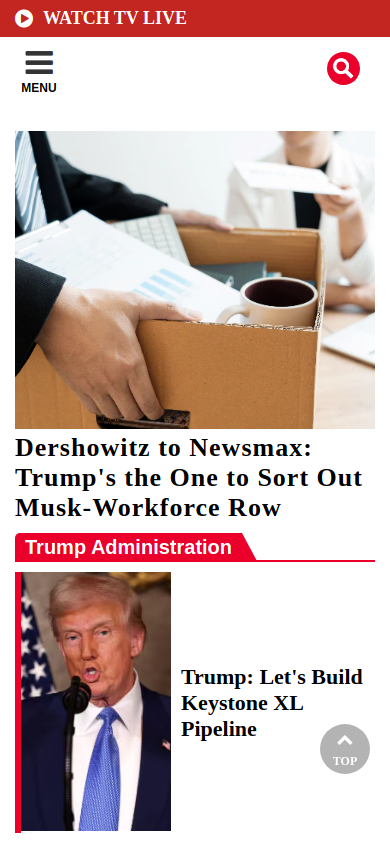 WATCH TV LIVE
MENU
Dershowitz to Newsmax:
Trump's the One to Sort Out
Musk-Workforce Row
Trump Administration
Trump: Let's Build
Keystone XL
Pipeline
TOP